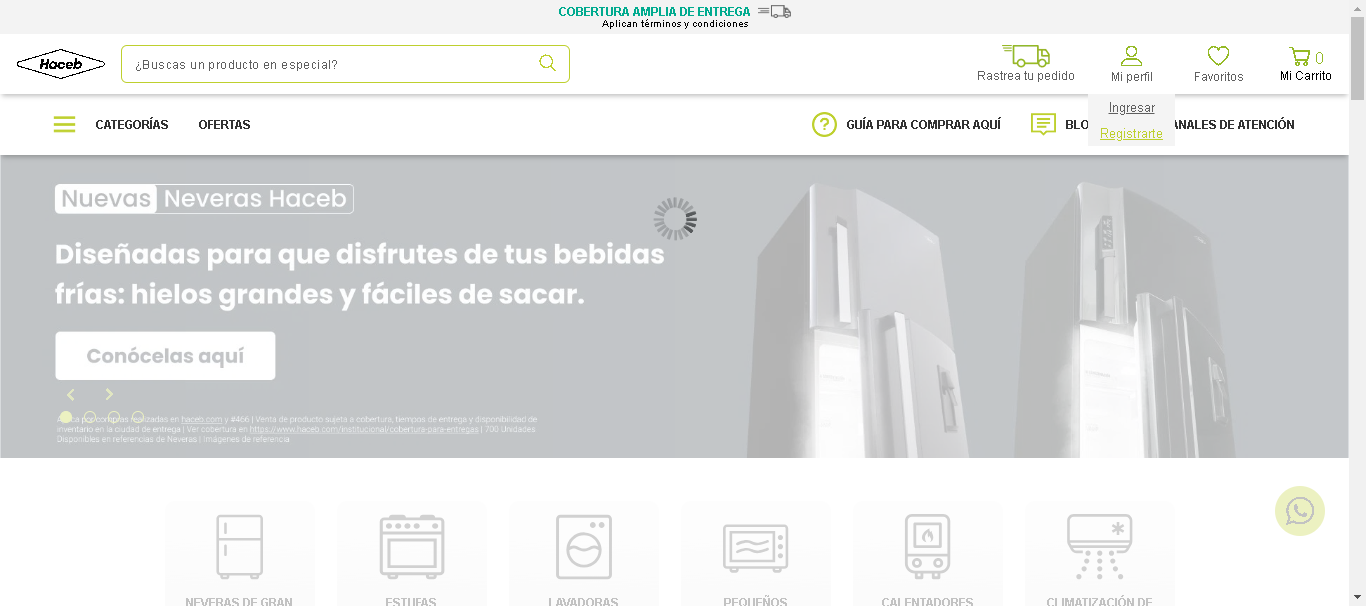 COBERTURA AMPLIA DE ENTREGA
Aplican términos y condiciones
Haceb
¿Buscas un producto en especial?
Rastrea tu pedido
Mi perfil
Favoritos
0
Mi Carrito
CATEGORÍAS
OFERTAS
GUÍA PARA COMPRAR AQUÍ
BLO
ANALES DE ATENCIÓN
Ingresar
Registrarte
Nuevas Neveras Haceb
Diseñadas para que disfrutes de tus bebidas
frías: hielos grandes y fáciles de sacar.
Conócelas aquí
por compras realizadas en haceb.com y #466 | Venta de producto sujeta a cobertura, tiempos de entrega y disponibilidad de
inventario en la ciudad de entrega | Ver cobertura en https://www.haceb.com/institucional/cobertura-para-entregas | 700 Unidades
Disponibles en referencias de Neveras | Imágenes de referencia
NEVERAS DE GRAN
ESTUFAS
LAVADORAS
PEQUEÑOS
CALENTADORES
CLIMATIZACIÓN DE